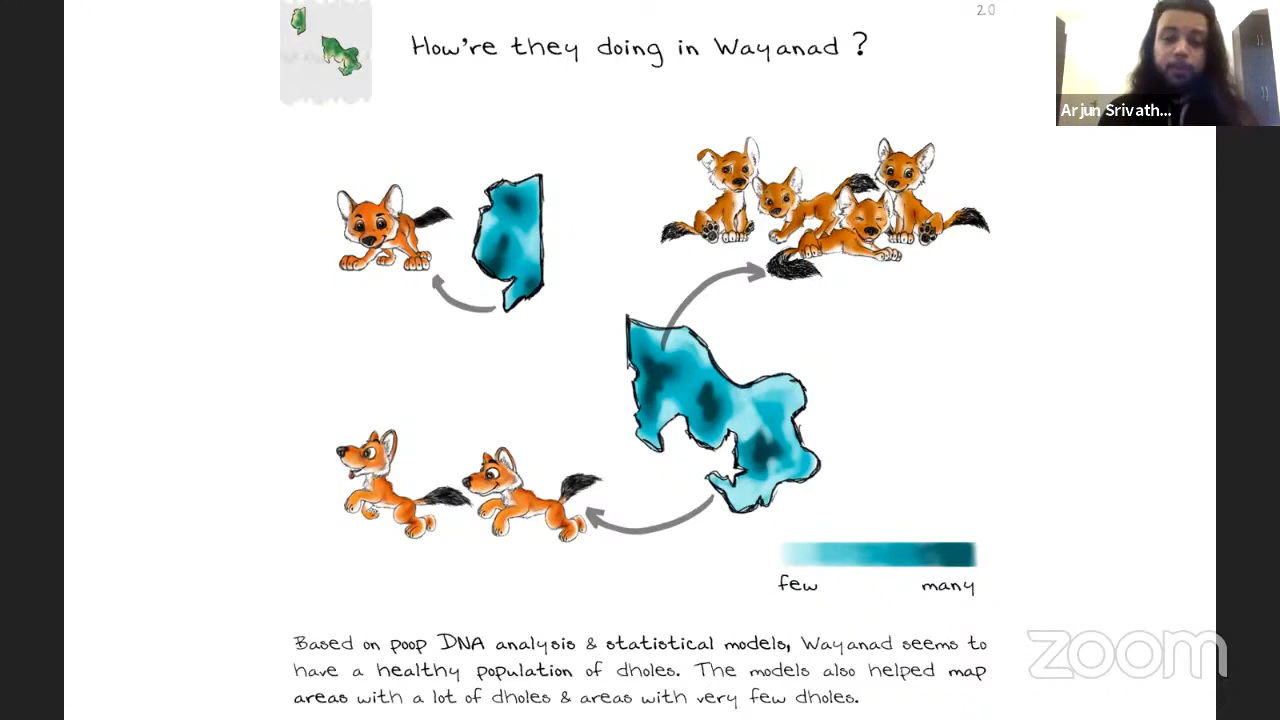 20
How're they doing in Wayanad ?
Arjun Srivath...
few
many
Based on poop DNA analysis & statistical models, Wayanad seems to
have a healthy population of dholes. The models also helped map
areas with a lot of dholes & areas with very few dholes.
zoom